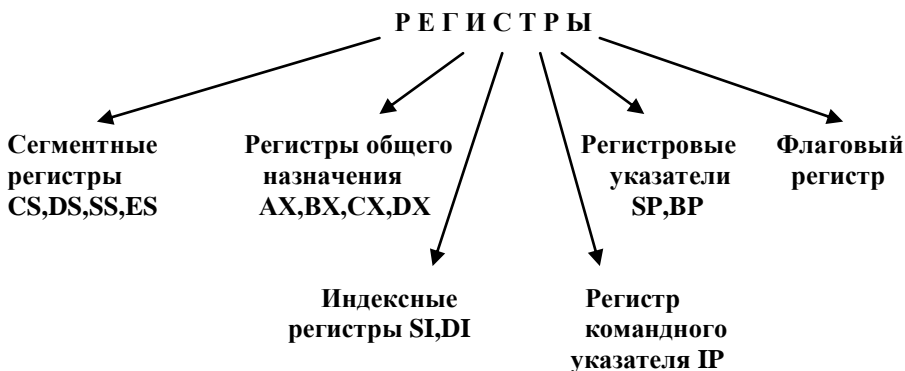 Р Е Г И С Т Р Ы
Сегментные
регистры
CS,DS,SS,ES
Регистры общего
назначения
AX,BX,CX,DX
Регистровые
указатели
SP,BP
Флаговый
регистр
Индексные
регистры SI,DI
Регистр
командного
указателя IP